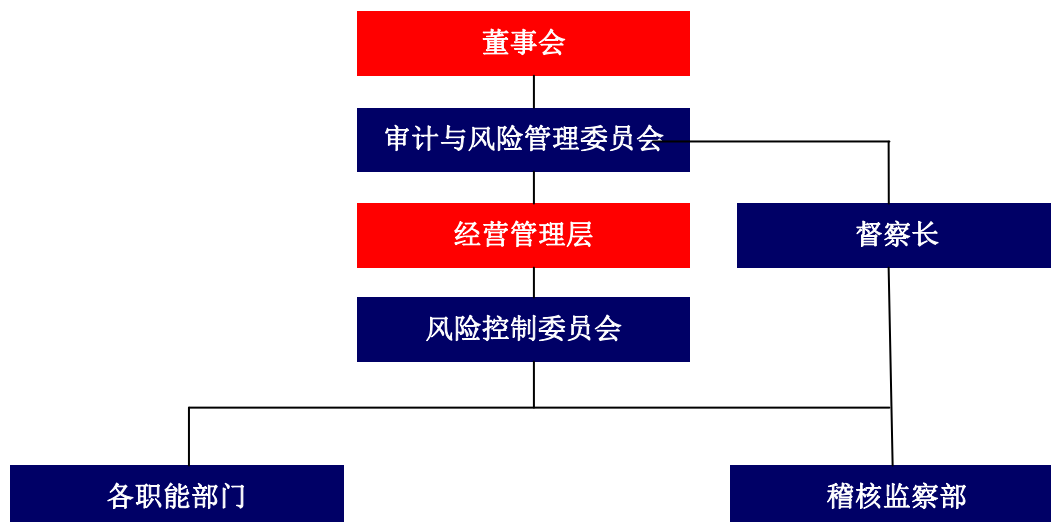 董事会
审计与风险管理委员会
经营管理层
督察长
风险控制委员会
各职能部门
稽核监察部